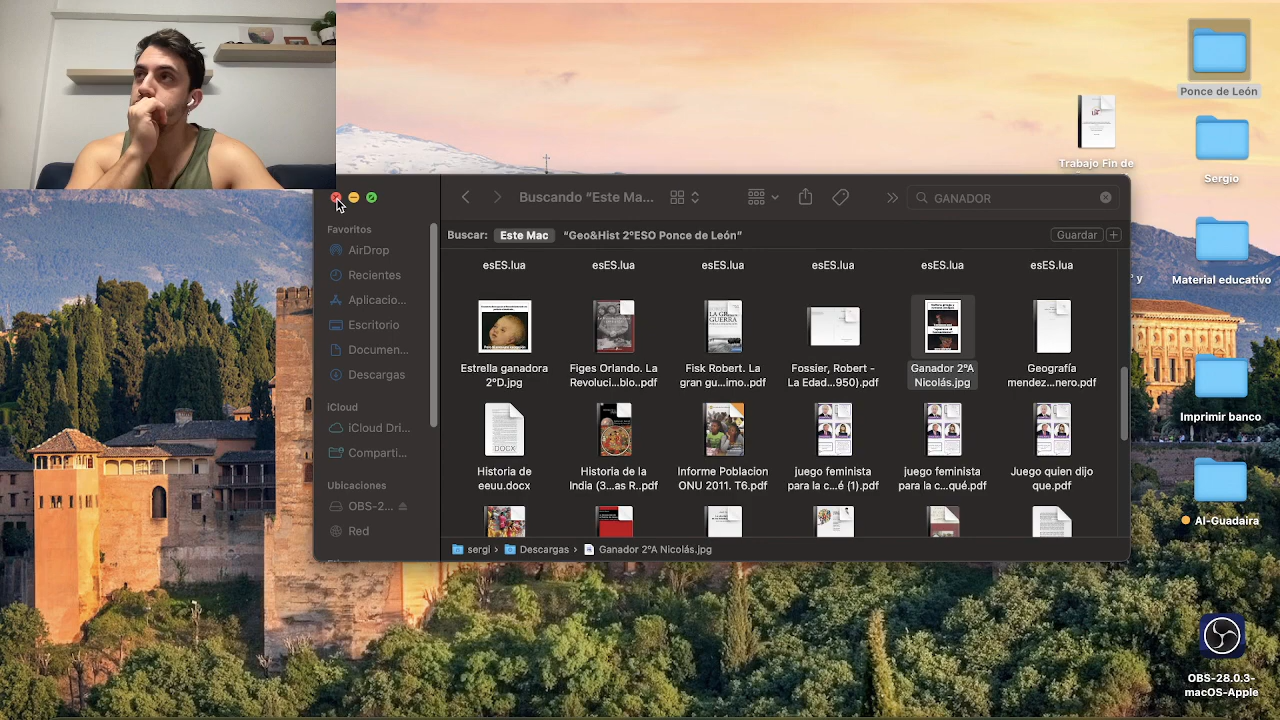 Ponce de León
Trabajo Fin de
Sergio
Buscando “Este Ma...
GANADOR
Favoritos
Buscar: Este Mac “Geo&Hist 2ºESO Ponce de León” Guardar
AirDrop
esES.lua esES.lua esES.lua esES.lua esES.lua esES.lua
Recientes
Material educativo
y
Aplicacio...
Escritorio
Documen...
Descargas
Estrella ganadora
2ºD.jpg
Figes Orlando. La
Revoluci...blo..pdf
Fisk Robert. La
gran gu...imo..pdf
Fossier, Robert -
La Edad...950).pdf
Ganador 2ºA
Nicolás.jpg
Geografía
mendez...nero.pdf
iCloud
Imprimir banco
iCloud Dri...
Comparti...
DOCX
Historia de
eeuu.docx
Historia de la
India (3...as R..pdf
Informe Poblacion
ONU 2011. T6.pdf
juego feminista
para la c...é (1).pdf
juego feminista
para la c...qué.pdf
Juego quien dijo
que.pdf
Ubicaciones
OBS-2...
Red
Al-Guadaira
sergi › Descargas › Ganador 2ºA Nicolás.jpg
OBS-28.0.3-
macOS-Apple